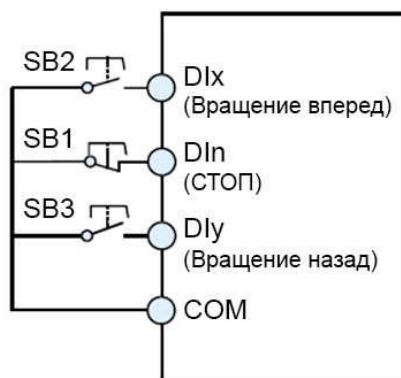 SB2
DIx
(Вращение вперед)
SB1
DIn
(СТОП)
SB3
DIy
(Вращение назад)
COM